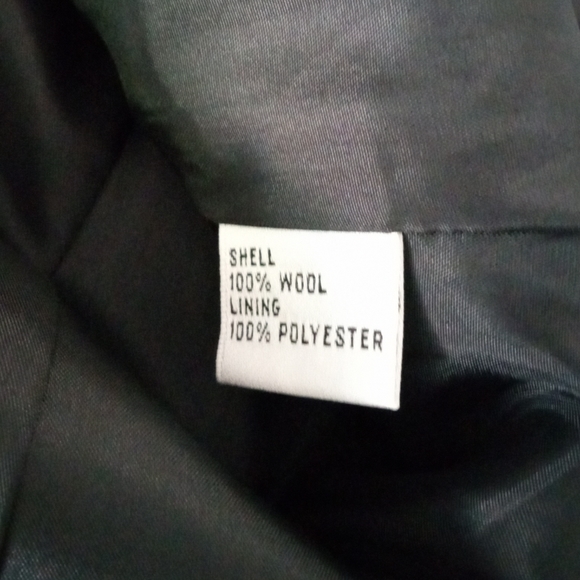 SHELL
100% WOOL
LINING
100% POLYESTER